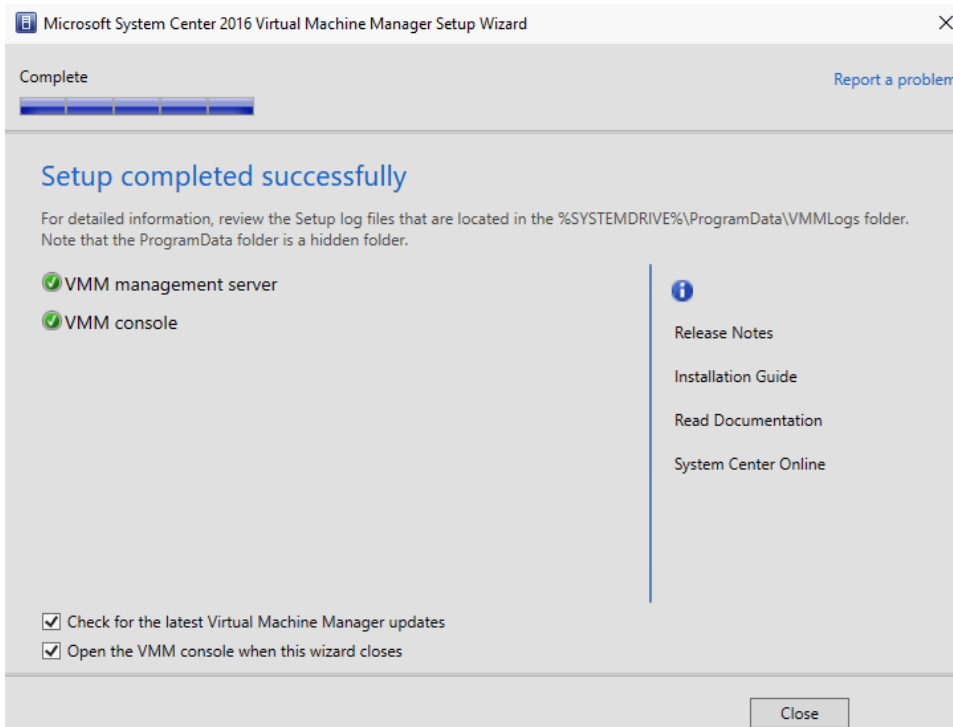 Microsoft System Center 2016 Virtual Machine Manager Setup Wizard
Complete
Report a problem
Setup completed successfully
For detailed information, review the Setup log files that are located in the %SYSTEMDRIVE%\ProgramData\VMMLogs folder.
Note that the ProgramData folder is a hidden folder.
VMM management server
VMM console
Release Notes
Installation Guide
Read Documentation
System Center Online
Check for the latest Virtual Machine Manager updates
Open the VMM console when this wizard closes
Close